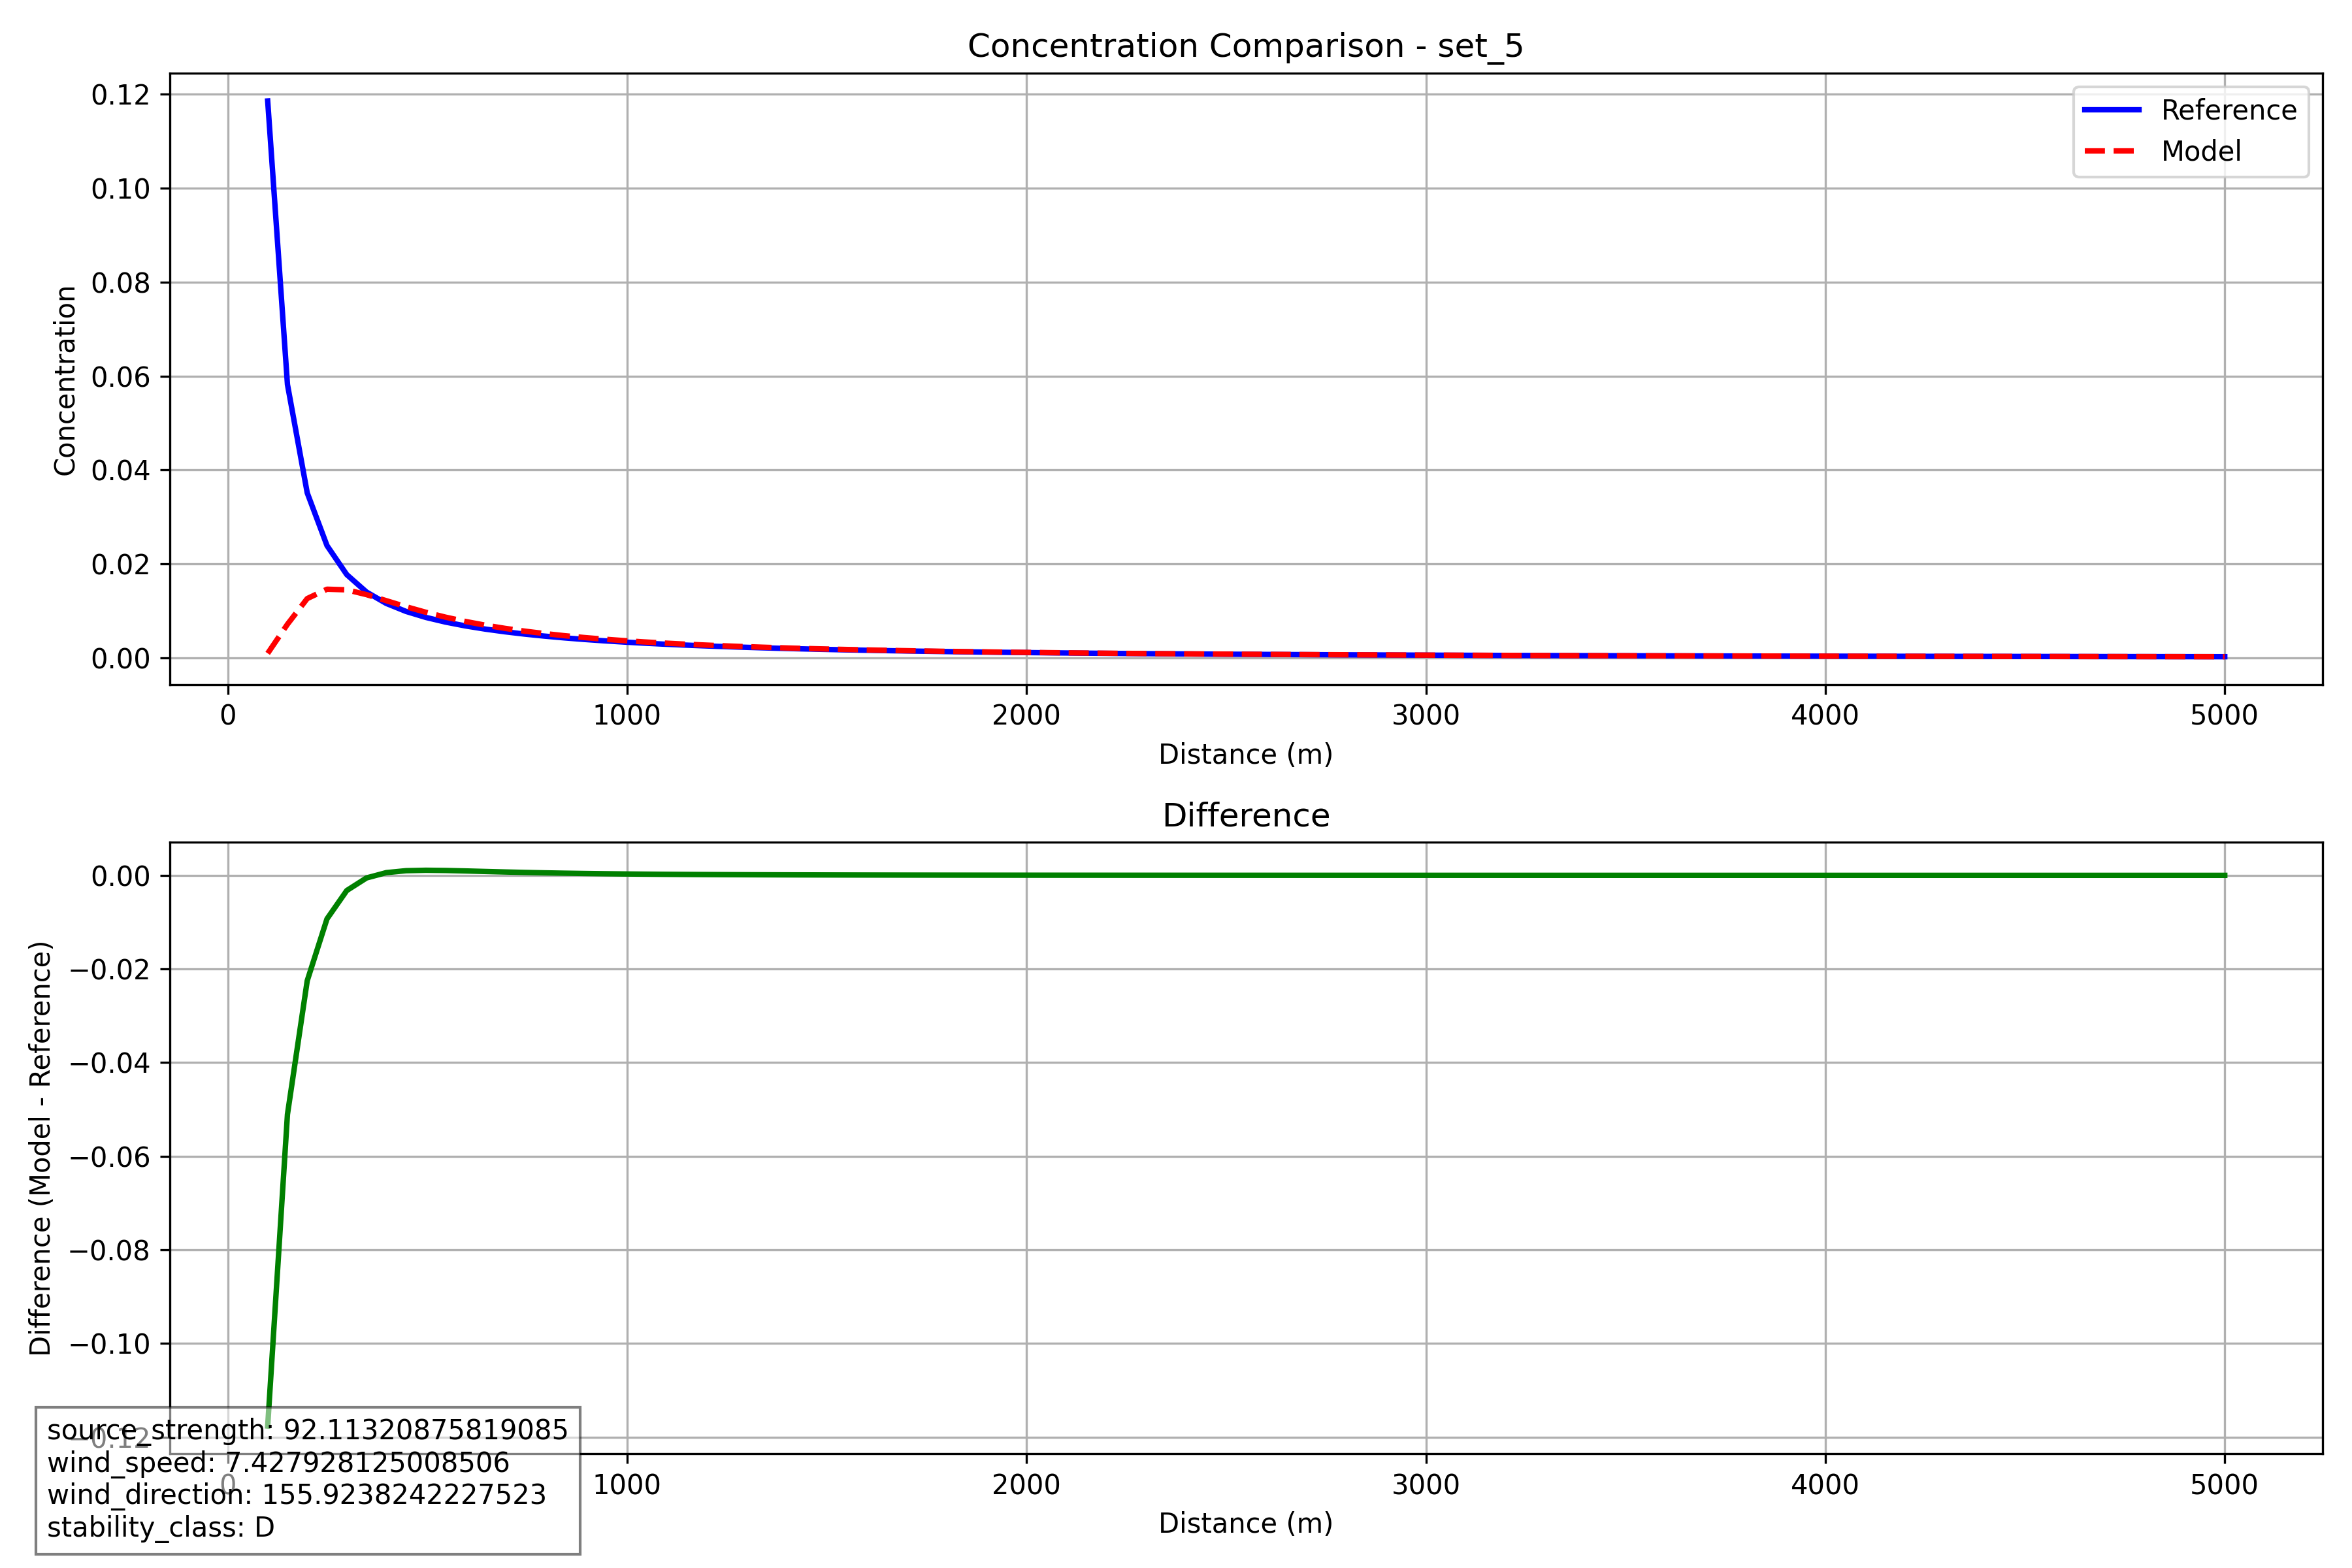 Concentration Comparison - set_5
Concentration
0.12
0.10
0.08
0.06
0.04
0.02
0.00
Reference
Model
0 1000 2000 3000 4000 5000
Distance (m)
Difference
Difference (Model - Reference)
0.00
−0.02
−0.04
−0.06
−0.08
−0.10
−0.12
0 1000 2000 3000 4000 5000
Distance (m)
source_strength: 92.11320875819085
wind_speed: 7.427928125008506
wind_direction: 155.9238242227523
stability_class: D